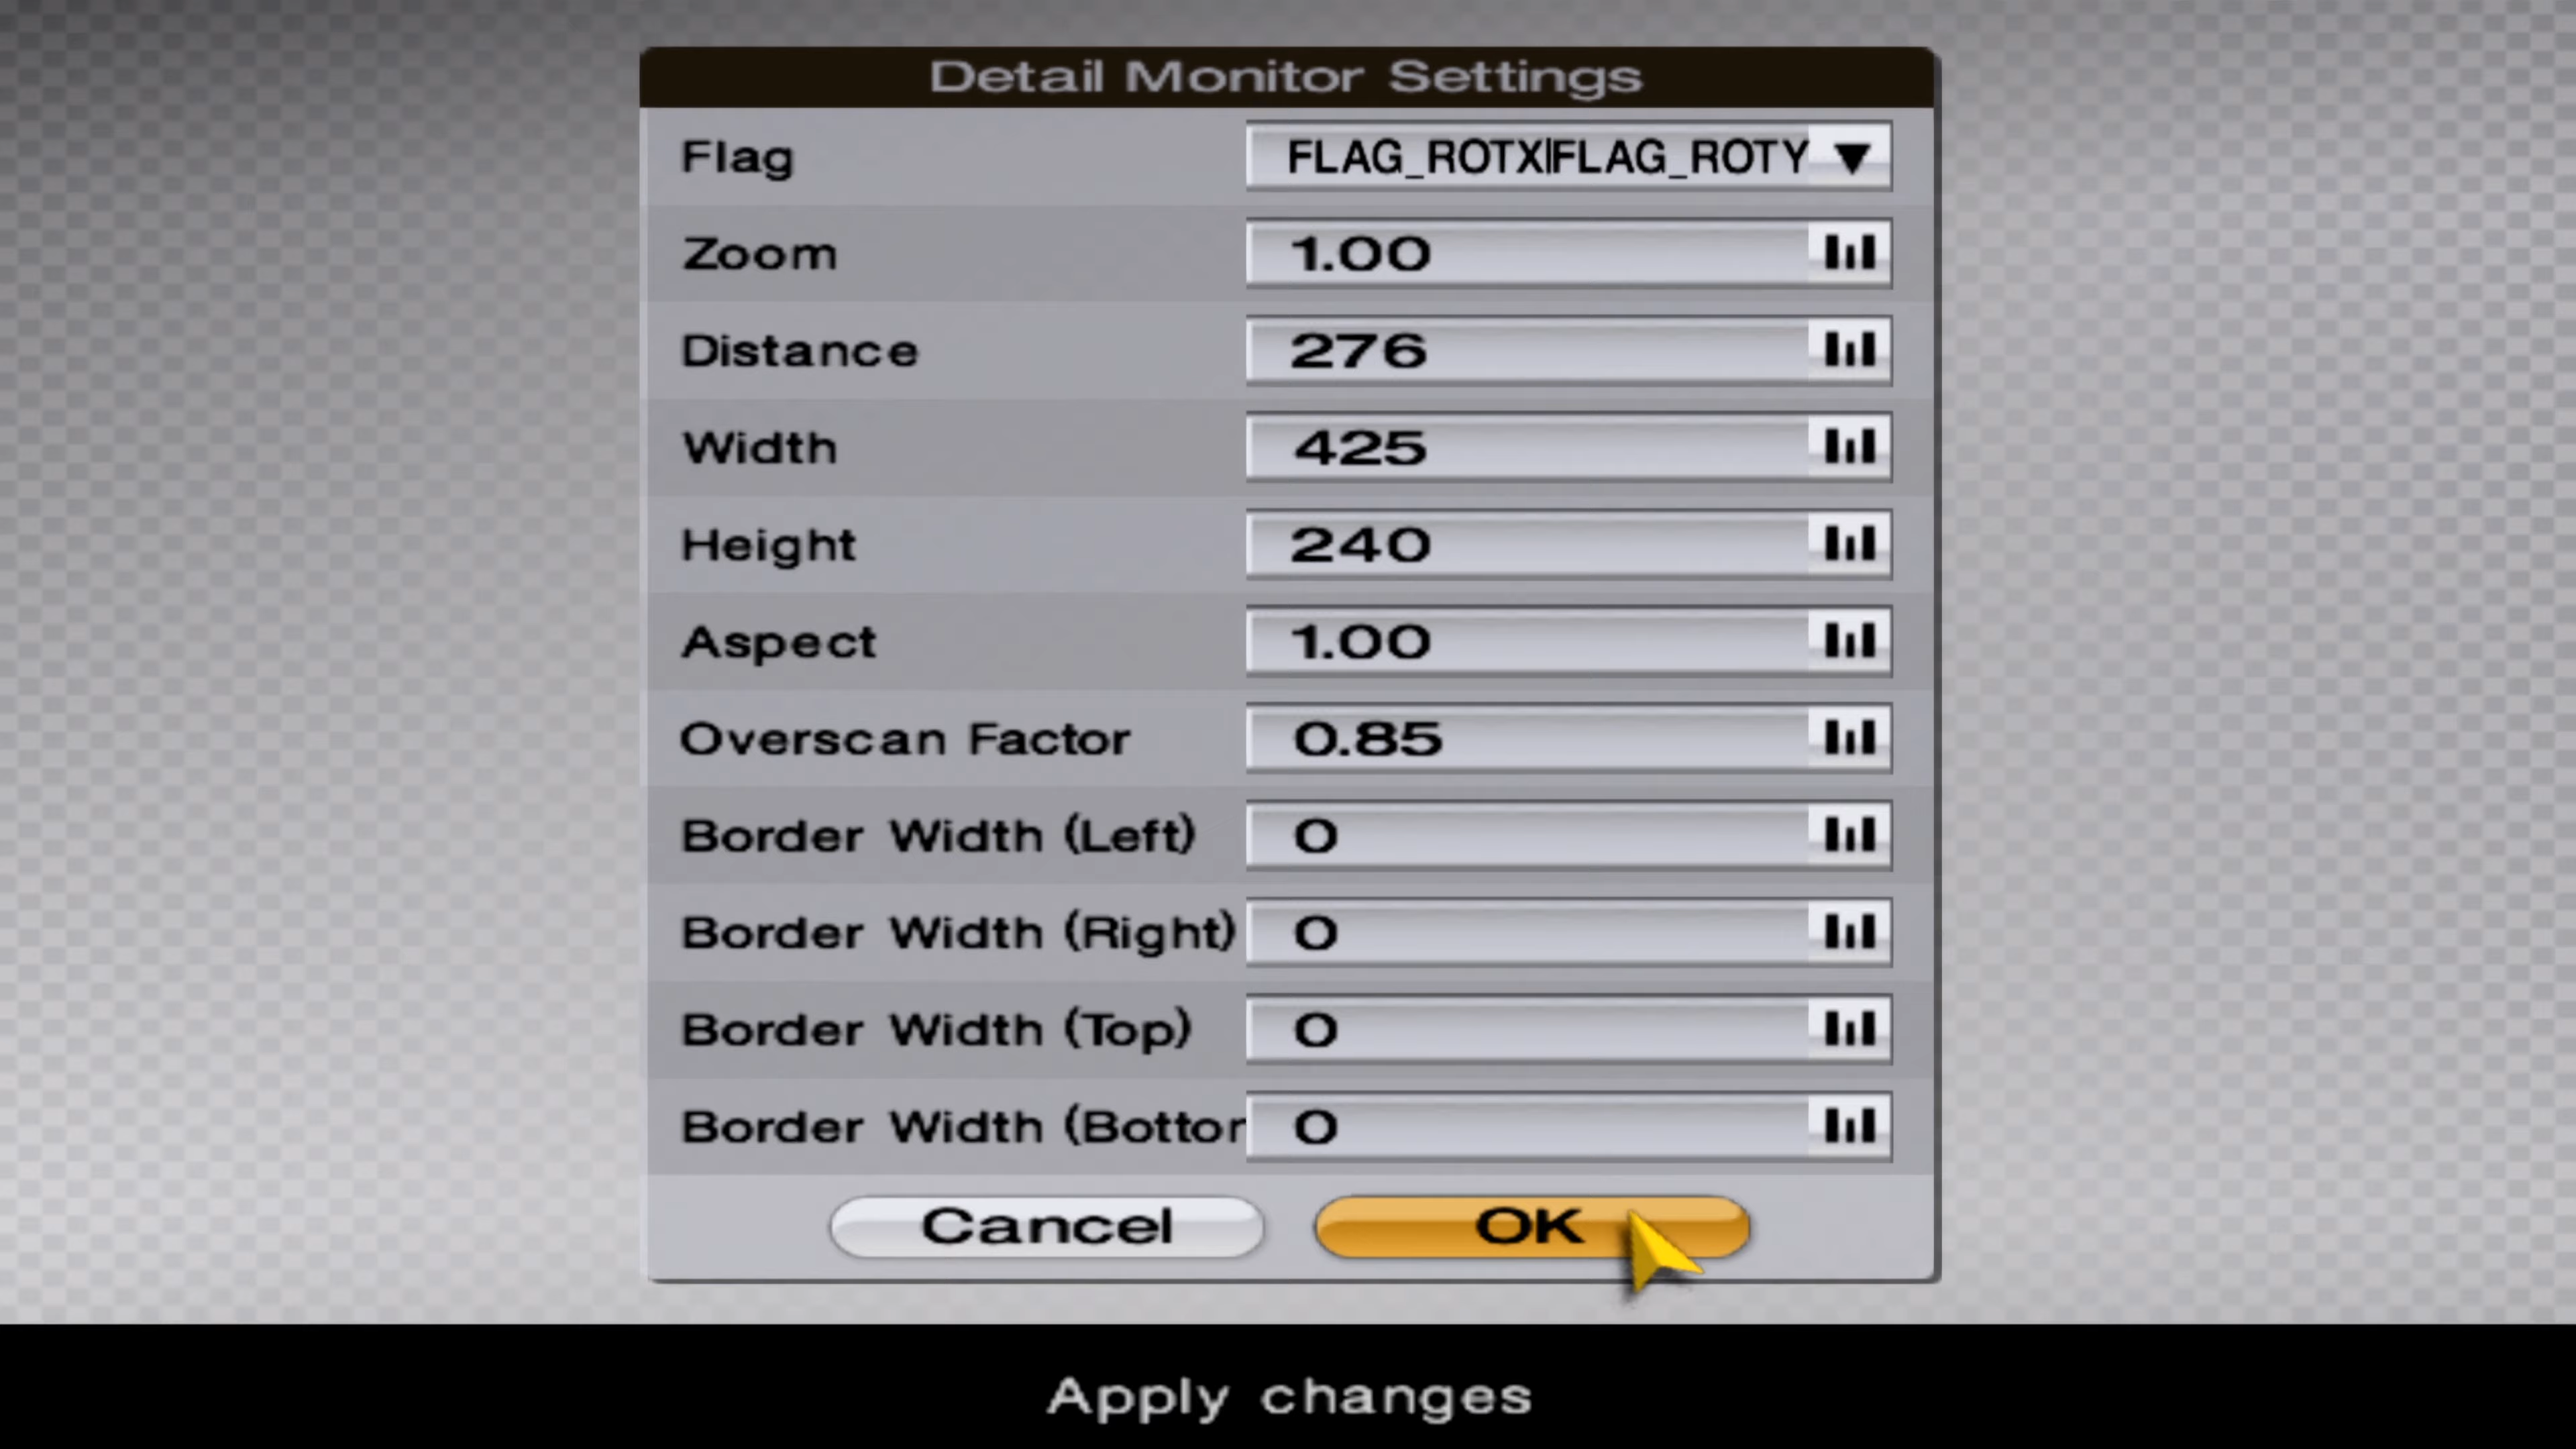 Detail Monitor Settings
Flag FLAG_ROTX|FLAG_ROTY
Zoom 1.00
Distance 276
Width 425
Height 240
Aspect 1.00
Overscan Factor 0.85
Border Width (Left) 0
Border Width (Right) 0
Border Width (Top) 0
Border Width (Bottor 0
Cancel OK
Apply changes